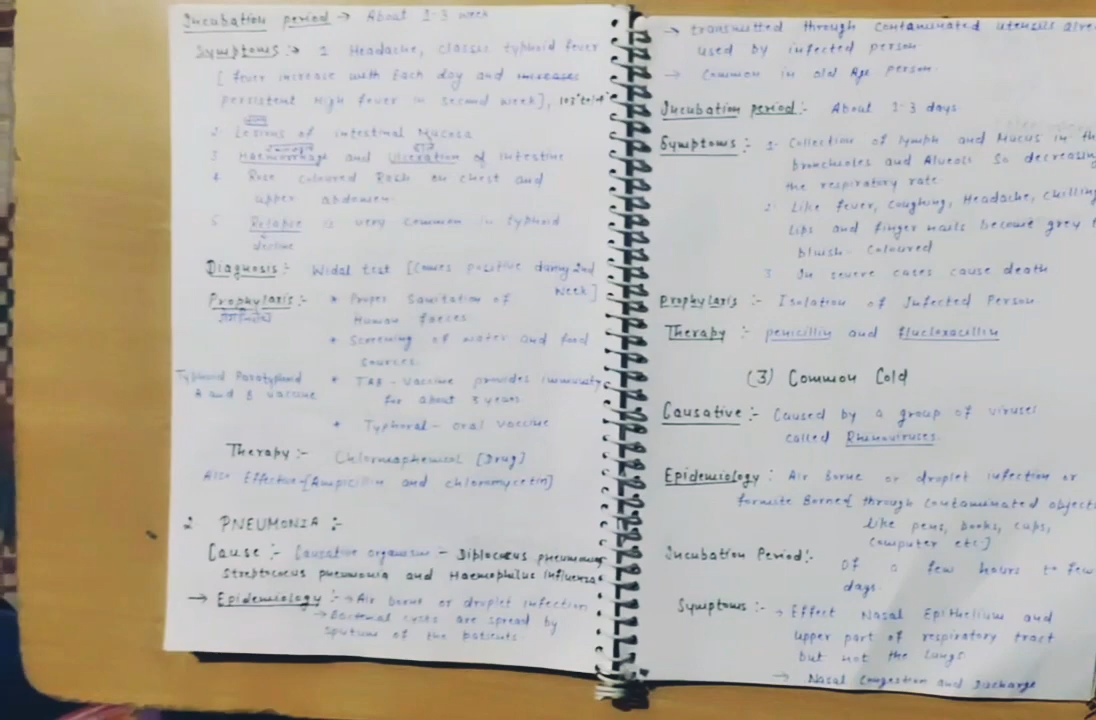 Incubation period → About 1-3 week
Symptoms :→ 1 Headache, classic typhoid fever
[ fever increase with Each day and increases
persistent High fever in second week], 103° to 104°
2 Lesions of intestinal Mucosa
3 Haemorrhage and Ulceration of intestine
4 Rose coloured Rash on chest and
upper abdomen.
5 Relapse is very common in typhoid
decline
Diagnosis :- Widal test [Comes positive during 2nd
week]
Prophylaxis :- * Proper Sanitation of
Human faeces
* Screening of water and food
sources.
Typhoid Paratyphoid * TAB - vaccine provides immunity
A and B vaccine for about 3 years
* Typhoral - oral vaccine
Therapy :- Chlormaphenicol [Drug]
Also Effective - [Ampicillin and chloromycetin]
2 PNEUMONIA :-
Cause :- Causative organism - Diplococcus pneumoniae
Streptococus pneumonia and Haemophilus influenzae
→ Epidemiology :- → Air borne or droplet infection
→ Bacterial cysts are spread by
sputum of the patients.
→ transmitted through contaminated utensils alre
used by infected person.
→ Common in old Age person.
Incubation period :- About 1-3 days
Symptoms :- 1- Collection of lymph and Mucus in th
bronchioles and Alveoli so decreasing
the respiratory rate
2 Like fever, coughing, Headache, chilling
lips and finger nails become grey t
bluish- coloured
3 In severe cases cause death
prophylaxis :- Isolation of Infected Person
Therapy :- penicillin and flucloxacillin
(3) Common Cold
Causative :- Caused by a group of viruses
called Rhinoviruses.
Epidemiology : Air borne or droplet infection or
formite Borne[ through contaminated objects
like pens, books, cups,
computer etc]
Incubation Period :- Of a few hours to few
days.
Symptoms :- → Effect Nasal Epithelium and
upper part of respiratory tract
but not the lungs
→ Nasal Congestion and discharge